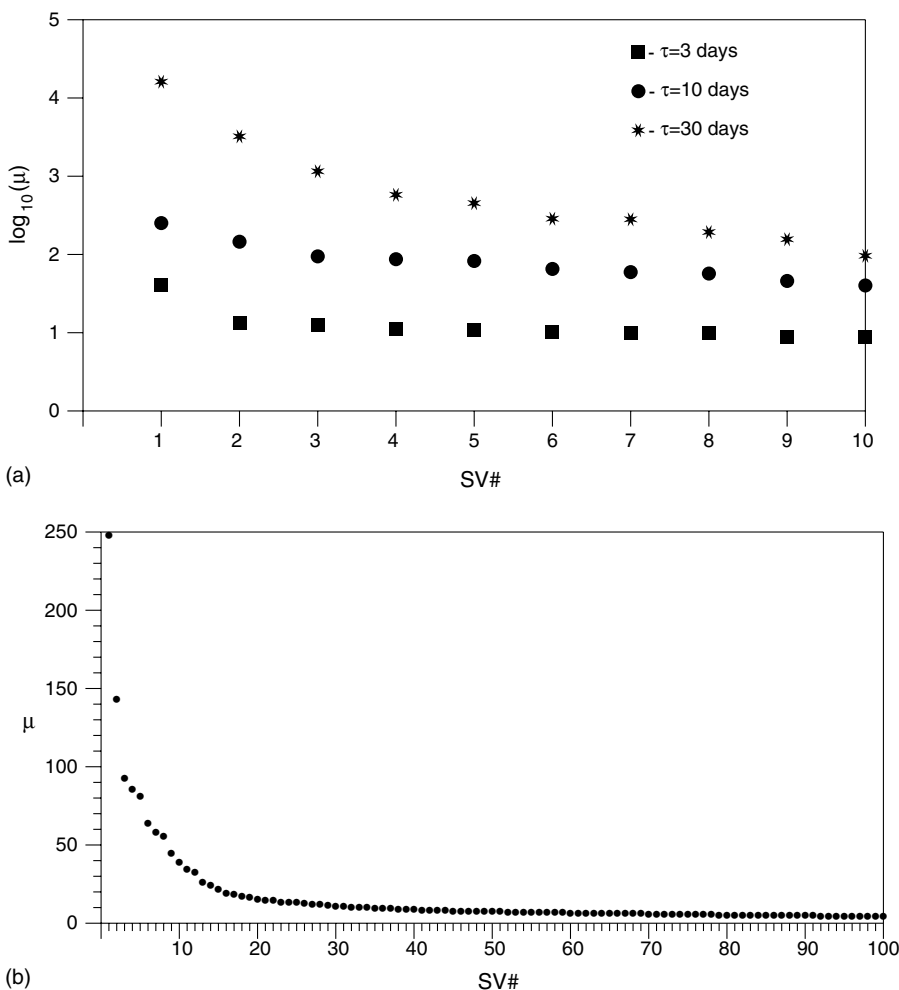 5
4
3
2
1
0
log10(μ)
■- τ=3 days
●- τ=10 days
✷- τ=30 days
1 2 3 4 5 6 7 8 9 10
SV#
(a)
250
200
150
100
50
0
μ
10 20 30 40 50 60 70 80 90 100
SV#
(b)